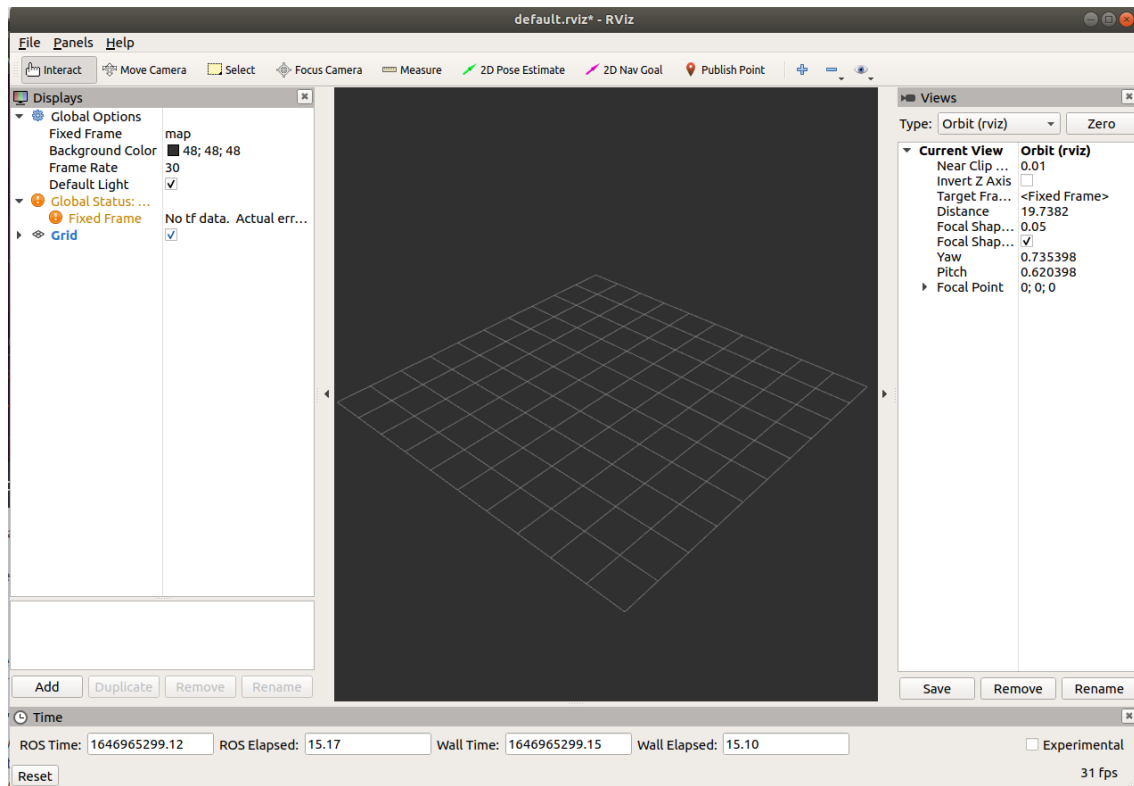 default.rviz* - RViz
File Panels Help
Interact Move Camera Select Focus Camera Measure 2D Pose Estimate 2D Nav Goal Publish Point
Displays
Global Options
Fixed Frame map
Background Color 48; 48; 48
Frame Rate 30
Default Light
Global Status: ...
Fixed Frame No tf data. Actual err...
Grid
Add Duplicate Remove Rename
Views
Type: Orbit (rviz) Zero
Current View Orbit (rviz)
Near Clip ... 0.01
Invert Z Axis
Target Fra... <Fixed Frame>
Distance 19.7382
Focal Shap... 0.05
Focal Shap...
Yaw 0.735398
Pitch 0.620398
Focal Point 0; 0; 0
Save Remove Rename
Time
ROS Time: 1646965299.12 ROS Elapsed: 15.17 Wall Time: 1646965299.15 Wall Elapsed: 15.10 Experimental
Reset 31 fps